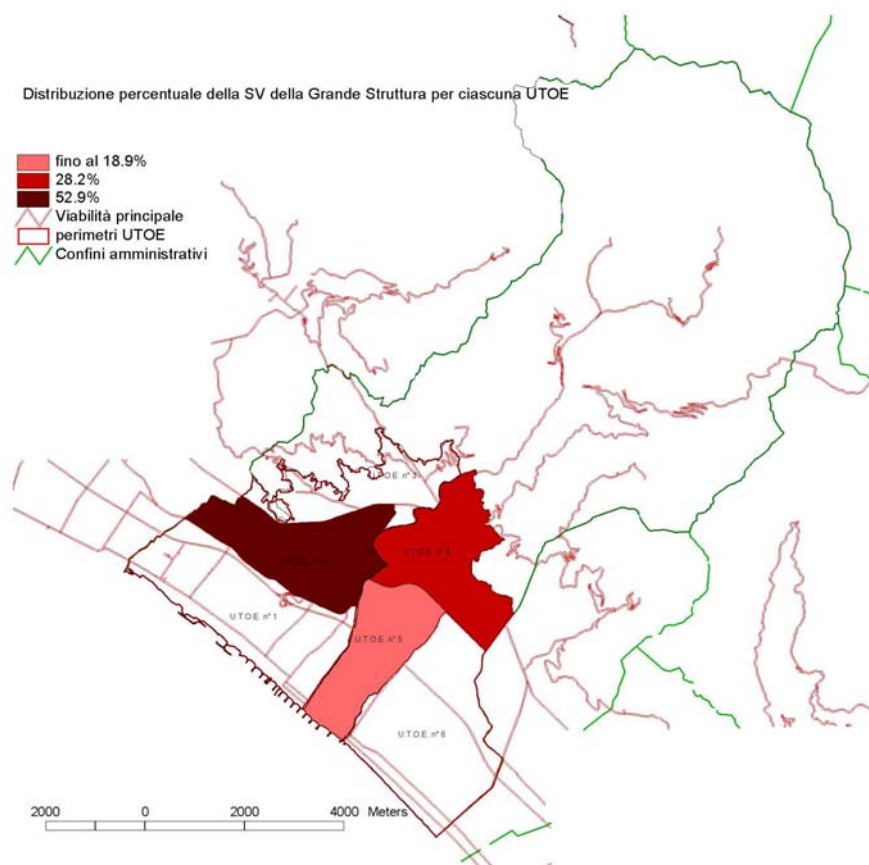 Distribuzione percentuale della SV della Grande Struttura per ciascuna UTOE
fino al 18.9%
28.2%
52.9%
Viabilità principale
perimetri UTOE
Confini amministrativi
U.T.O.E. n°3
U.T.O.E. n°4
U.T.O.E. n°1
U.T.O.E. n°5
U.T.O.E. n°6
2000 0 2000 4000 Meters